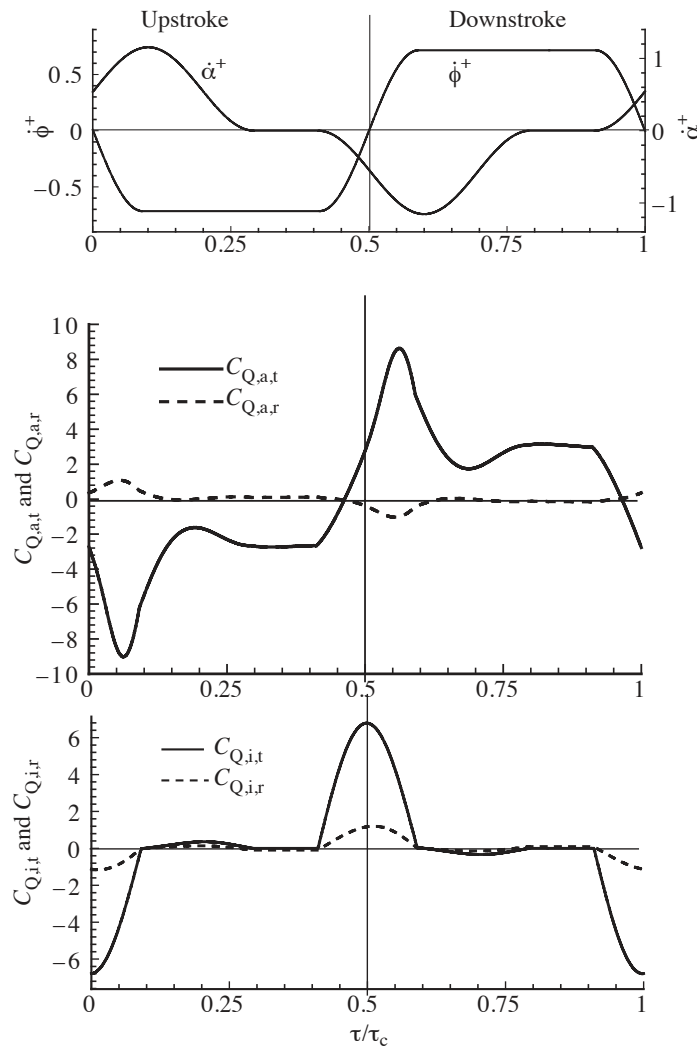 Upstroke Downstroke
0.5 0 −0.5
ϕ̇⁺
α̇⁺ ϕ̇⁺
1 0 −1
α̇⁺
0 0.25 0.5 0.75 1
10
8
6
4
2
0
−2
−4
−6
−8
−10
C_Q,a,t and C_Q,a,r
C_Q,a,t
C_Q,a,r
0 0.25 0.5 0.75 1
6
4
2
0
−2
−4
−6
C_Q,i,t and C_Q,i,r
C_Q,i,t
C_Q,i,r
0 0.25 0.5 0.75 1
τ/τ_c